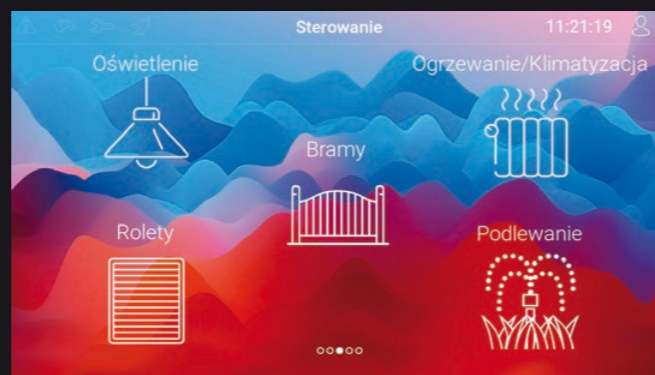 Sterowanie
11:21:19
Oświetlenie
Ogrzewanie/Klimatyzacja
Bramy
Rolety
Podlewanie